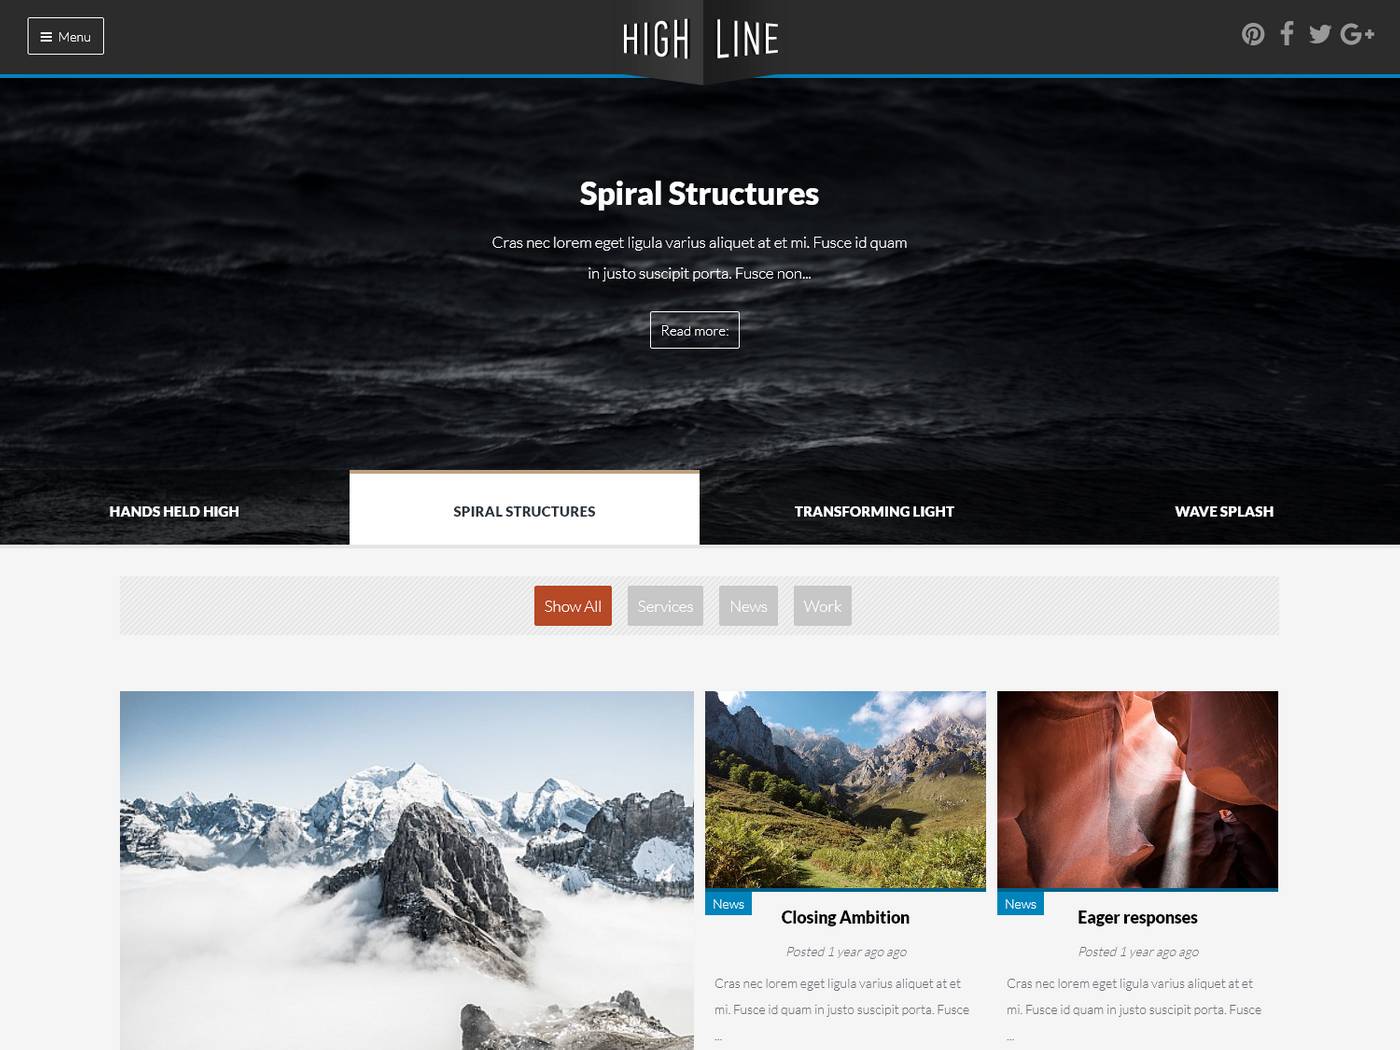 Menu
HIGH LINE
Spiral Structures
Cras nec lorem eget ligula varius aliquet at et mi. Fusce id quam
in justo suscipit porta. Fusce non...
Read more:
HANDS HELD HIGH
SPIRAL STRUCTURES
TRANSFORMING LIGHT
WAVE SPLASH
Show All
Services
News
Work
News
Closing Ambition
Posted 1 year ago ago
Cras nec lorem eget ligula varius aliquet at et
mi. Fusce id quam in justo suscipit porta. Fusce
...
News
Eager responses
Posted 1 year ago ago
Cras nec lorem eget ligula varius aliquet at et
mi. Fusce id quam in justo suscipit porta. Fusce
...